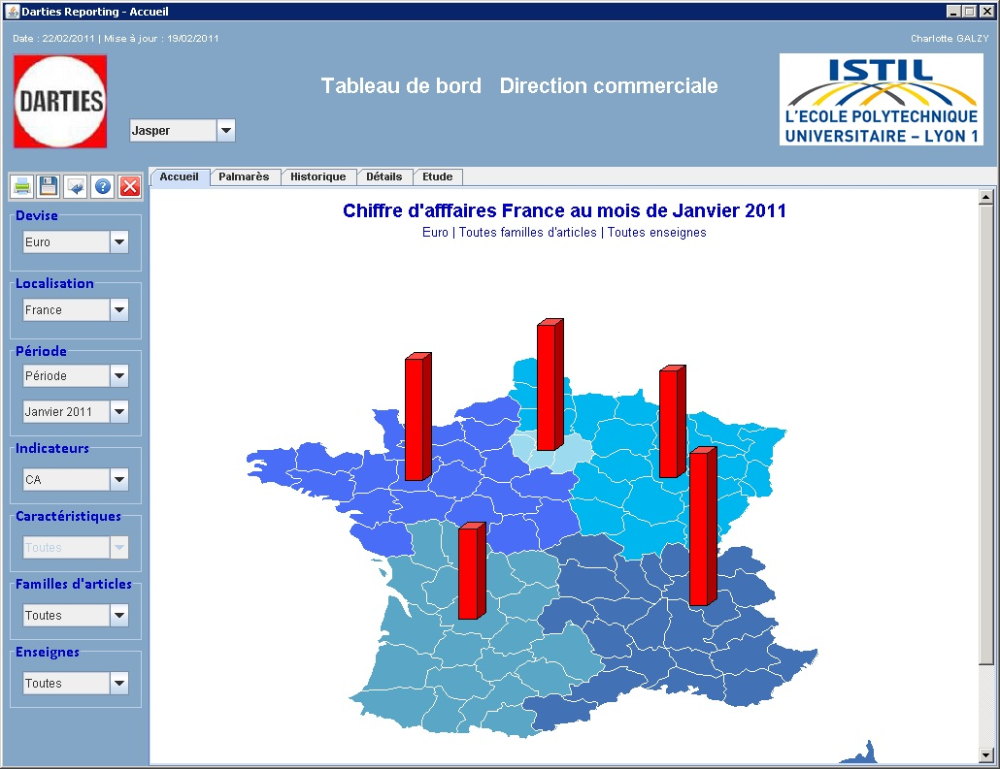 Darties Reporting - Accueil
Date : 22/02/2011 | Mise à jour : 19/02/2011
Charlotte GALZY
DARTIES
Tableau de bord Direction commerciale
ISTIL
L'ECOLE POLYTECHNIQUE
UNIVERSITAIRE – LYON 1
Jasper
Accueil Palmarès Historique Détails Etude
Devise
Euro
Localisation
France
Période
Période
Janvier 2011
Indicateurs
CA
Caractéristiques
Toutes
Familles d'articles
Toutes
Enseignes
Toutes
Chiffre d'afffaires France au mois de Janvier 2011
Euro | Toutes familles d'articles | Toutes enseignes